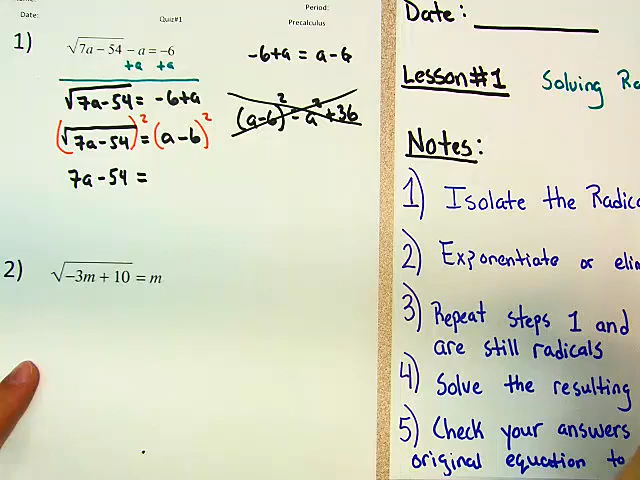 Period:
Date:
Quiz#1
Precalculus
1) √7a − 54 − a = −6
+a +a
√7a-54 = -6+a
(√7a-54)² = (a-6)²
7a-54 =
-6+a = a-6
(a-6)² = a² +36
2) √−3m + 10 = m
Date:
Lesson#1 Solving
Notes:
1) Isolate the
2) Exponentiate or
3) Repeat steps 1 and
are still radicals
4) Solve the resulting
5) Check your answers
original equation to